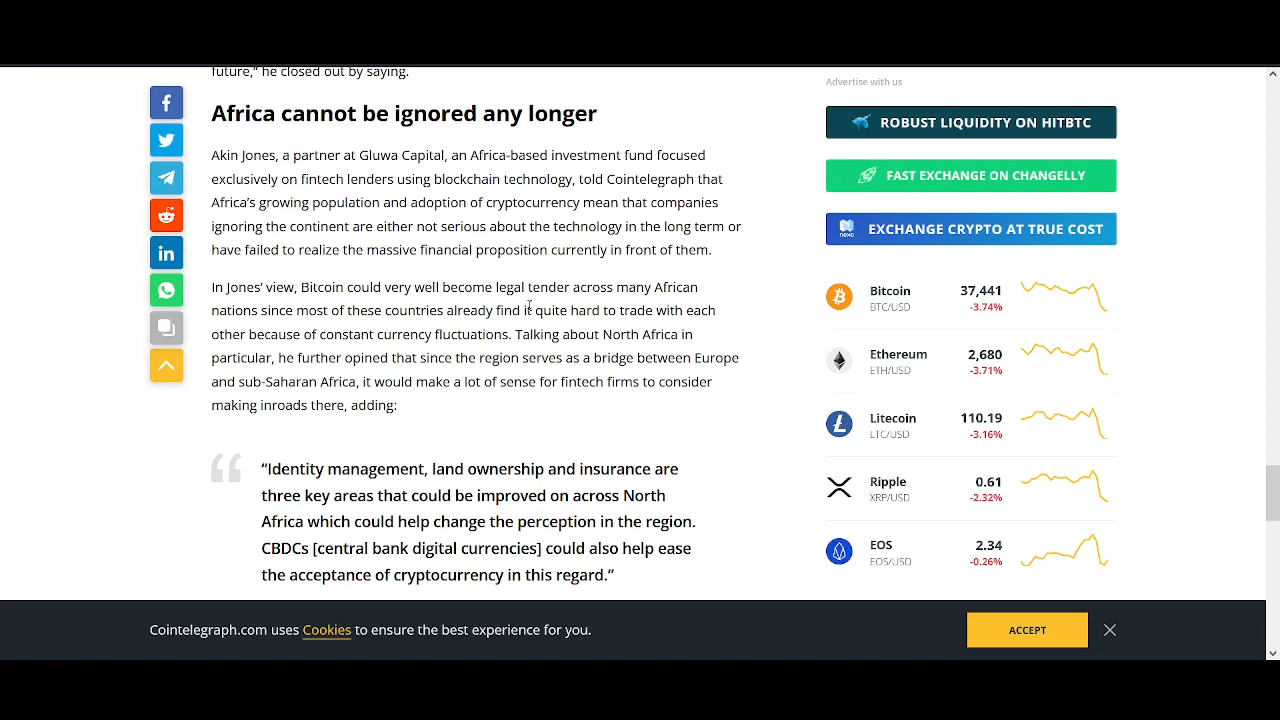 future,” he closed out by saying.
Africa cannot be ignored any longer
Akin Jones, a partner at Gluwa Capital, an Africa-based investment fund focused
exclusively on fintech lenders using blockchain technology, told Cointelegraph that
Africa’s growing population and adoption of cryptocurrency mean that companies
ignoring the continent are either not serious about the technology in the long term or
have failed to realize the massive financial proposition currently in front of them.
In Jones’ view, Bitcoin could very well become legal tender across many African
nations since most of these countries already find it quite hard to trade with each
other because of constant currency fluctuations. Talking about North Africa in
particular, he further opined that since the region serves as a bridge between Europe
and sub-Saharan Africa, it would make a lot of sense for fintech firms to consider
making inroads there, adding:
“Identity management, land ownership and insurance are
three key areas that could be improved on across North
Africa which could help change the perception in the region.
CBDCs [central bank digital currencies] could also help ease
the acceptance of cryptocurrency in this regard.“
Advertise with us
ROBUST LIQUIDITY ON HITBTC
FAST EXCHANGE ON CHANGELLY
nexo EXCHANGE CRYPTO AT TRUE COST
Bitcoin 37,441
BTC/USD -3.74%
Ethereum 2,680
ETH/USD -3.71%
Litecoin 110.19
LTC/USD -3.16%
Ripple 0.61
XRP/USD -2.32%
EOS 2.34
EOS/USD -0.26%
Cointelegraph.com uses Cookies to ensure the best experience for you.
ACCEPT